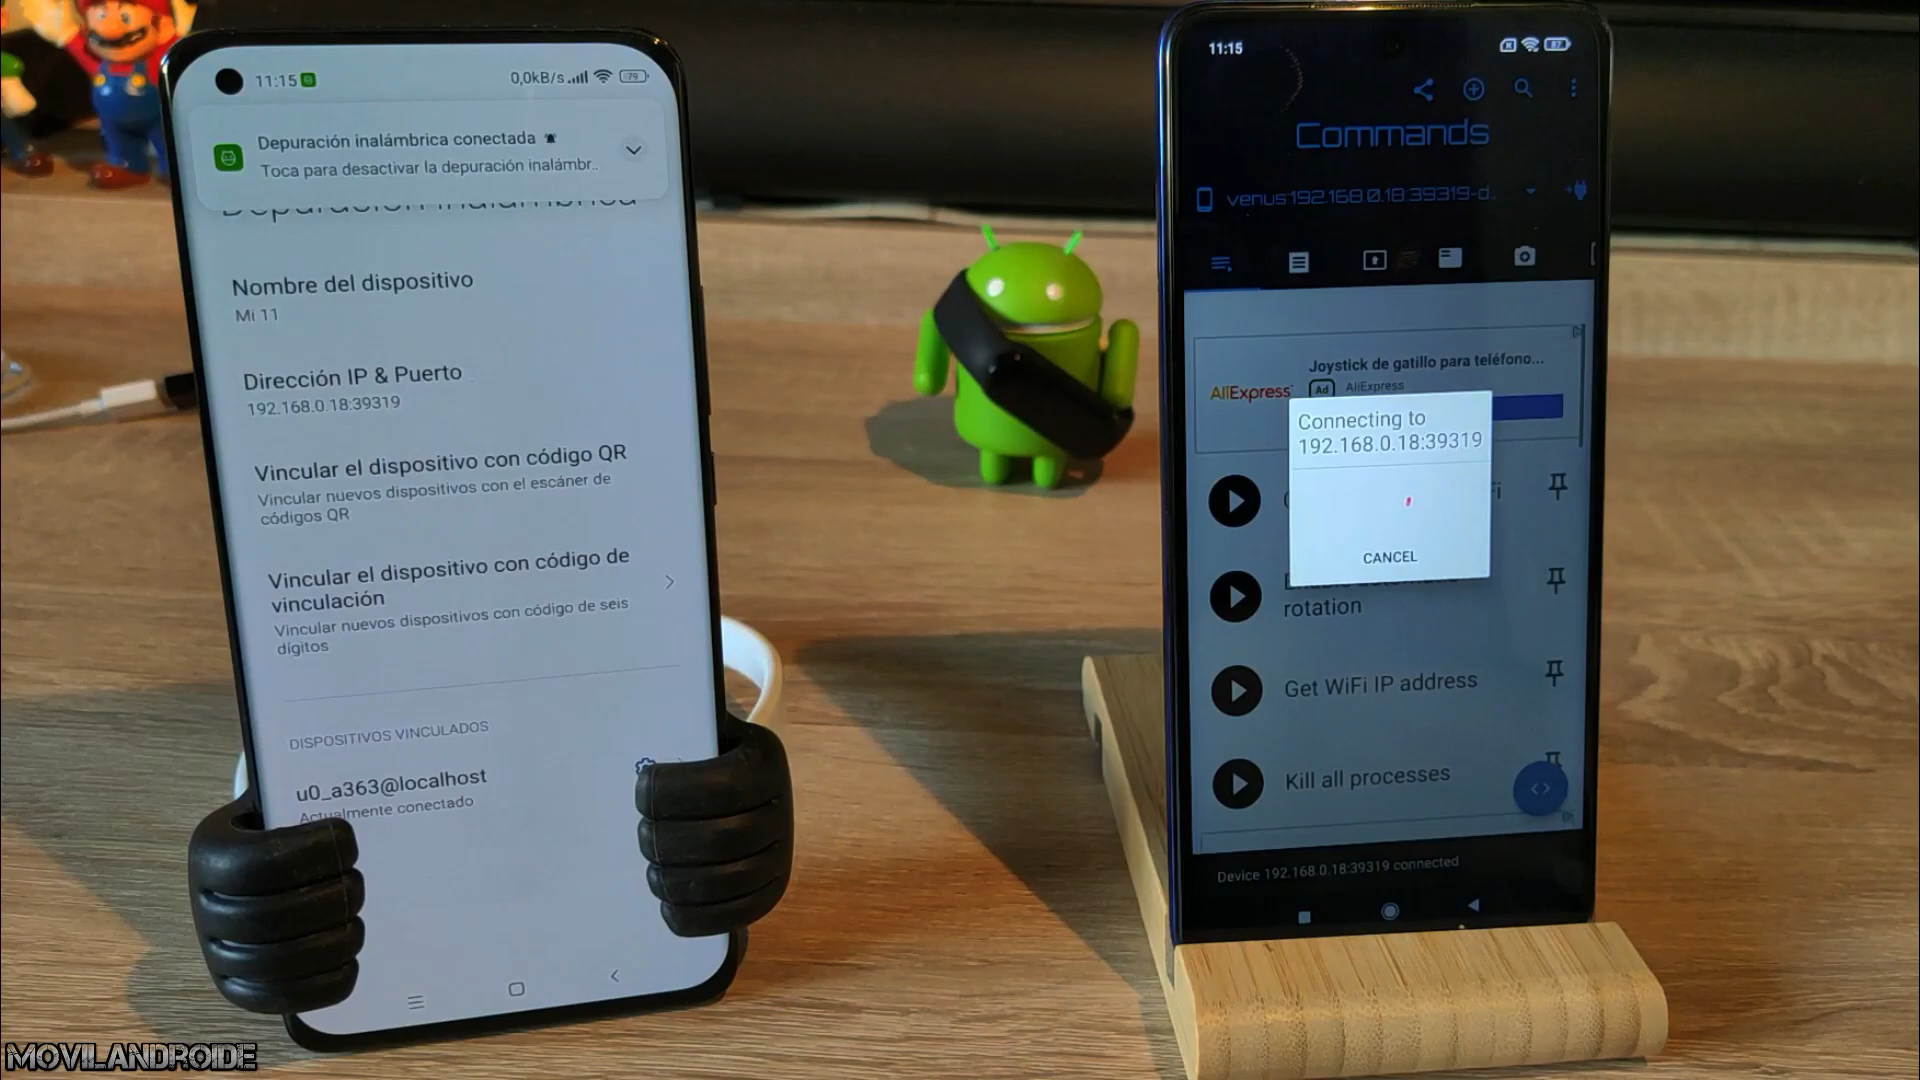 11:15
0,0kB/s
79
Depuración inalámbrica conectada
Toca para desactivar la depuración inalámbr..
Depuración inalámbrica
Nombre del dispositivo
Mi 11
Dirección IP & Puerto
192.168.0.18:39319
Vincular el dispositivo con código QR
Vincular nuevos dispositivos con el escáner de
códigos QR
Vincular el dispositivo con código de
vinculación
Vincular nuevos dispositivos con código de seis
dígitos
DISPOSITIVOS VINCULADOS
u0_a363@localhost
Actualmente conectado
11:15
87
Commands
venus:192.168.0.18:39319-d..
Joystick de gatillo para teléfono...
AliExpress
Ad
AliExpress
Connecting to
192.168.0.18:39319
CANCEL
rotation
Get WiFi IP address
Kill all processes
Device 192.168.0.18:39319 connected
MOVILANDROIDE